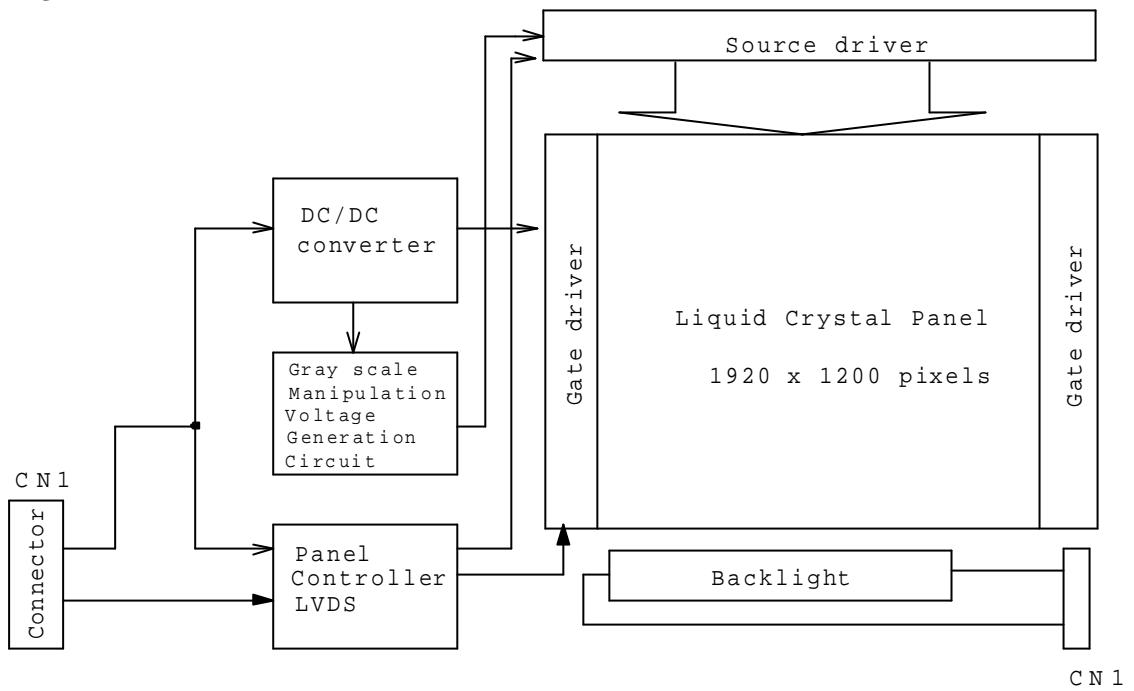 Source driver
DC/DC
converter
Gate driver
Liquid Crystal Panel
1920 x 1200 pixels
Gate driver
Gray scale
Manipulation
Voltage
Generation
Circuit
CN1
Connector
Panel
Controller
LVDS
Backlight
CN1